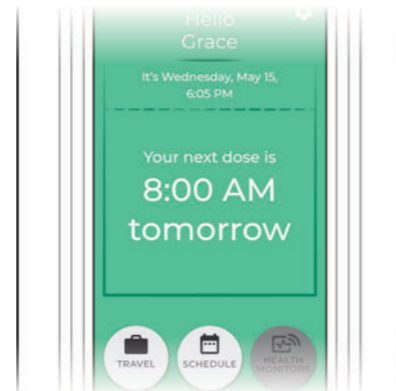 Hello
Grace
It's Wednesday, May 15,
6:05 PM
Your next dose is
8:00 AM
tomorrow
TRAVEL
SCHEDULE
HEALTH
MONITORS